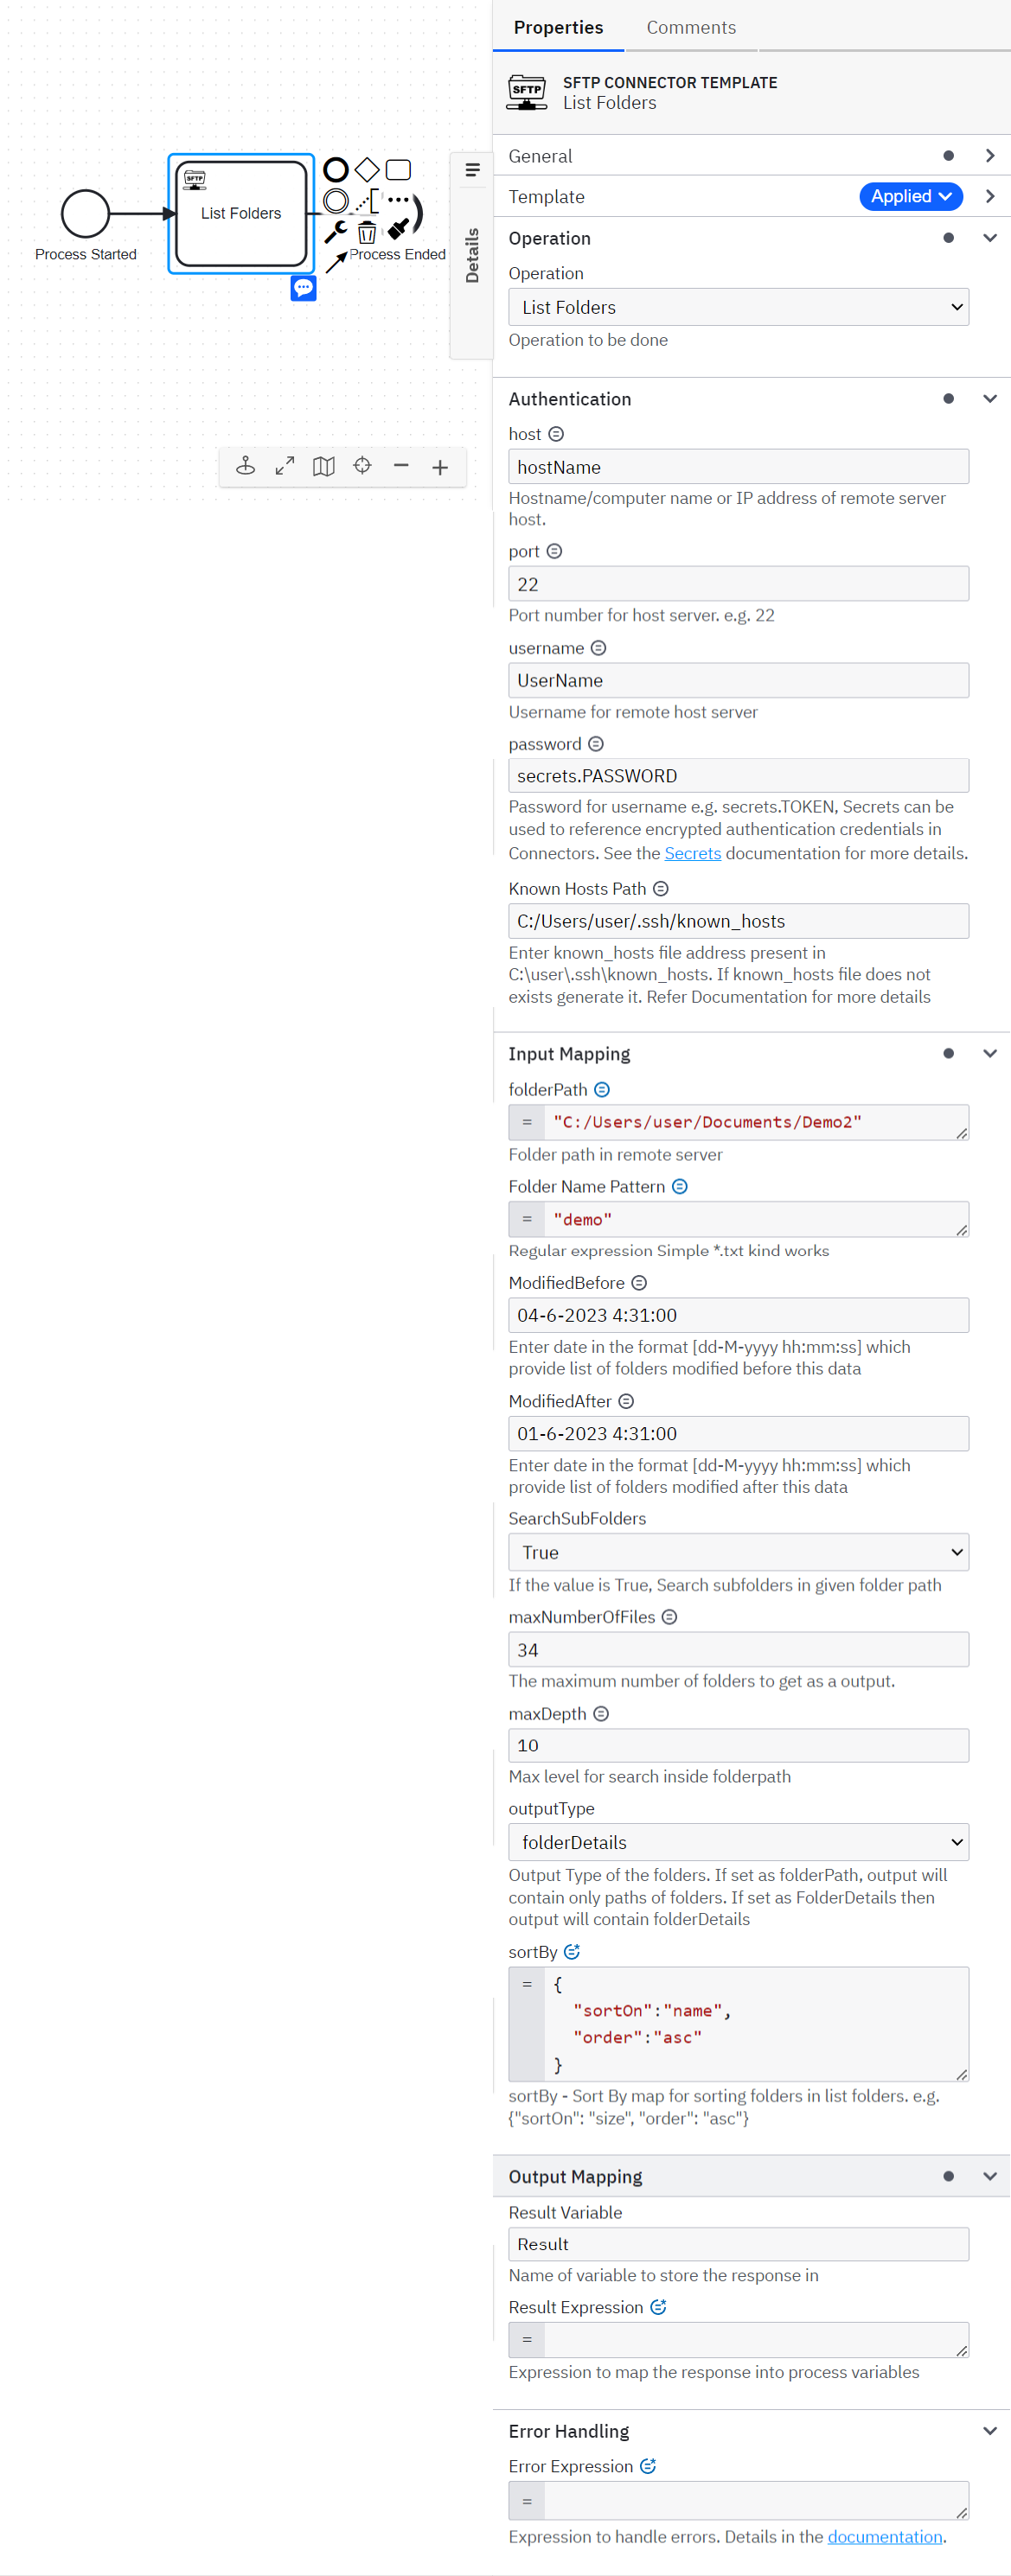 Properties
Comments
SFTP
SFTP CONNECTOR TEMPLATE
List Folders
General
Template
Applied
Operation
Operation
List Folders
Operation to be done
Authentication
host
hostName
Hostname/computer name or IP address of remote server
host.
port
22
Port number for host server. e.g. 22
username
UserName
Username for remote host server
password
secrets.PASSWORD
Password for username e.g. secrets.TOKEN, Secrets can be
used to reference encrypted authentication credentials in
Connectors. See the Secrets documentation for more details.
Known Hosts Path
C:/Users/user/.ssh/known_hosts
Enter known_hosts file address present in
C:\user\.ssh\known_hosts. If known_hosts file does not
exists generate it. Refer Documentation for more details
Input Mapping
folderPath
= "C:/Users/user/Documents/Demo2"
Folder path in remote server
Folder Name Pattern
= "demo"
Regular expression Simple *.txt kind works
ModifiedBefore
04-6-2023 4:31:00
Enter date in the format [dd-M-yyyy hh:mm:ss] which
provide list of folders modified before this data
ModifiedAfter
01-6-2023 4:31:00
Enter date in the format [dd-M-yyyy hh:mm:ss] which
provide list of folders modified after this data
SearchSubFolders
True
If the value is True, Search subfolders in given folder path
maxNumberOfFiles
34
The maximum number of folders to get as a output.
maxDepth
10
Max level for search inside folderpath
outputType
folderDetails
Output Type of the folders. If set as folderPath, output will
contain only paths of folders. If set as FolderDetails then
output will contain folderDetails
sortBy
= {
"sortOn":"name",
"order":"asc"
}
sortBy - Sort By map for sorting folders in list folders. e.g.
{"sortOn": "size", "order": "asc"}
Output Mapping
Result Variable
Result
Name of variable to store the response in
Result Expression
=
Expression to map the response into process variables
Error Handling
Error Expression
=
Expression to handle errors. Details in the documentation.
Details
SFTP
List Folders
Process Started
Process Ended